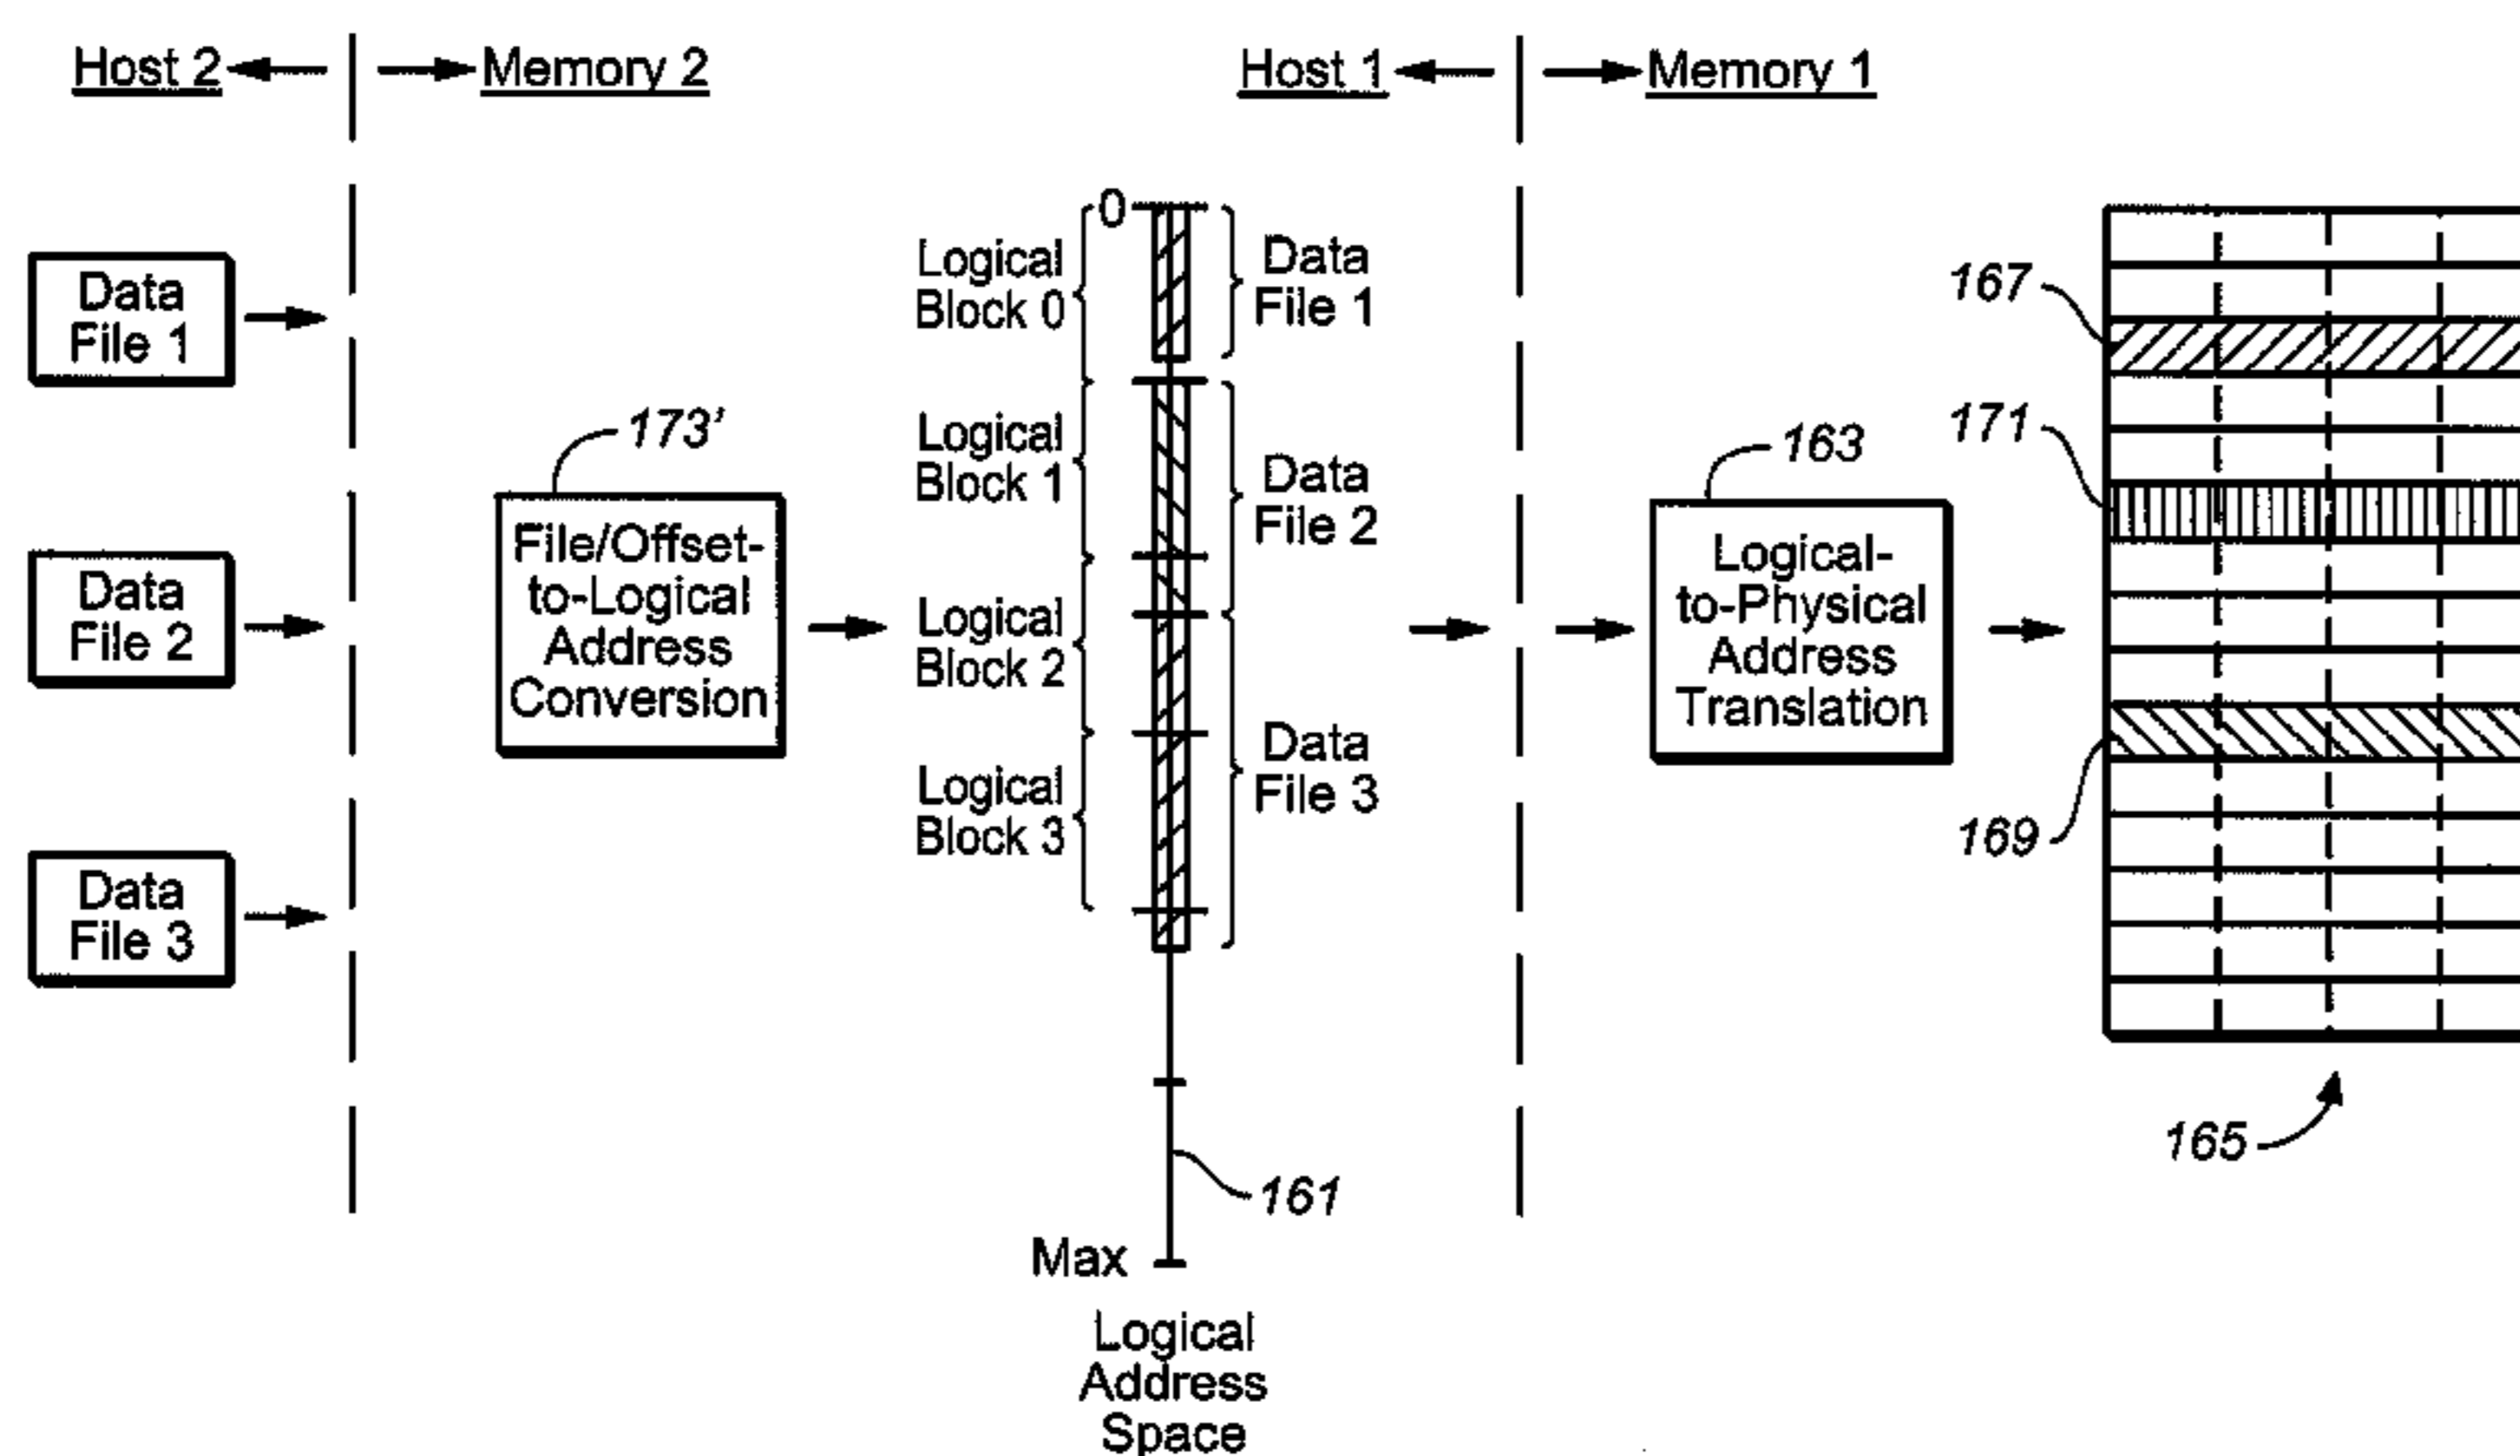 Host 2
Memory 2
Host 1
Memory 1
Data
File 1
Data
File 2
Data
File 3
173'
File/Offset-
to-Logical
Address
Conversion
0
Logical
Block 0
Logical
Block 1
Logical
Block 2
Logical
Block 3
Data
File 1
Data
File 2
Data
File 3
161
Max
Logical
Address
Space
163
Logical-
to-Physical
Address
Translation
167
171
169
165